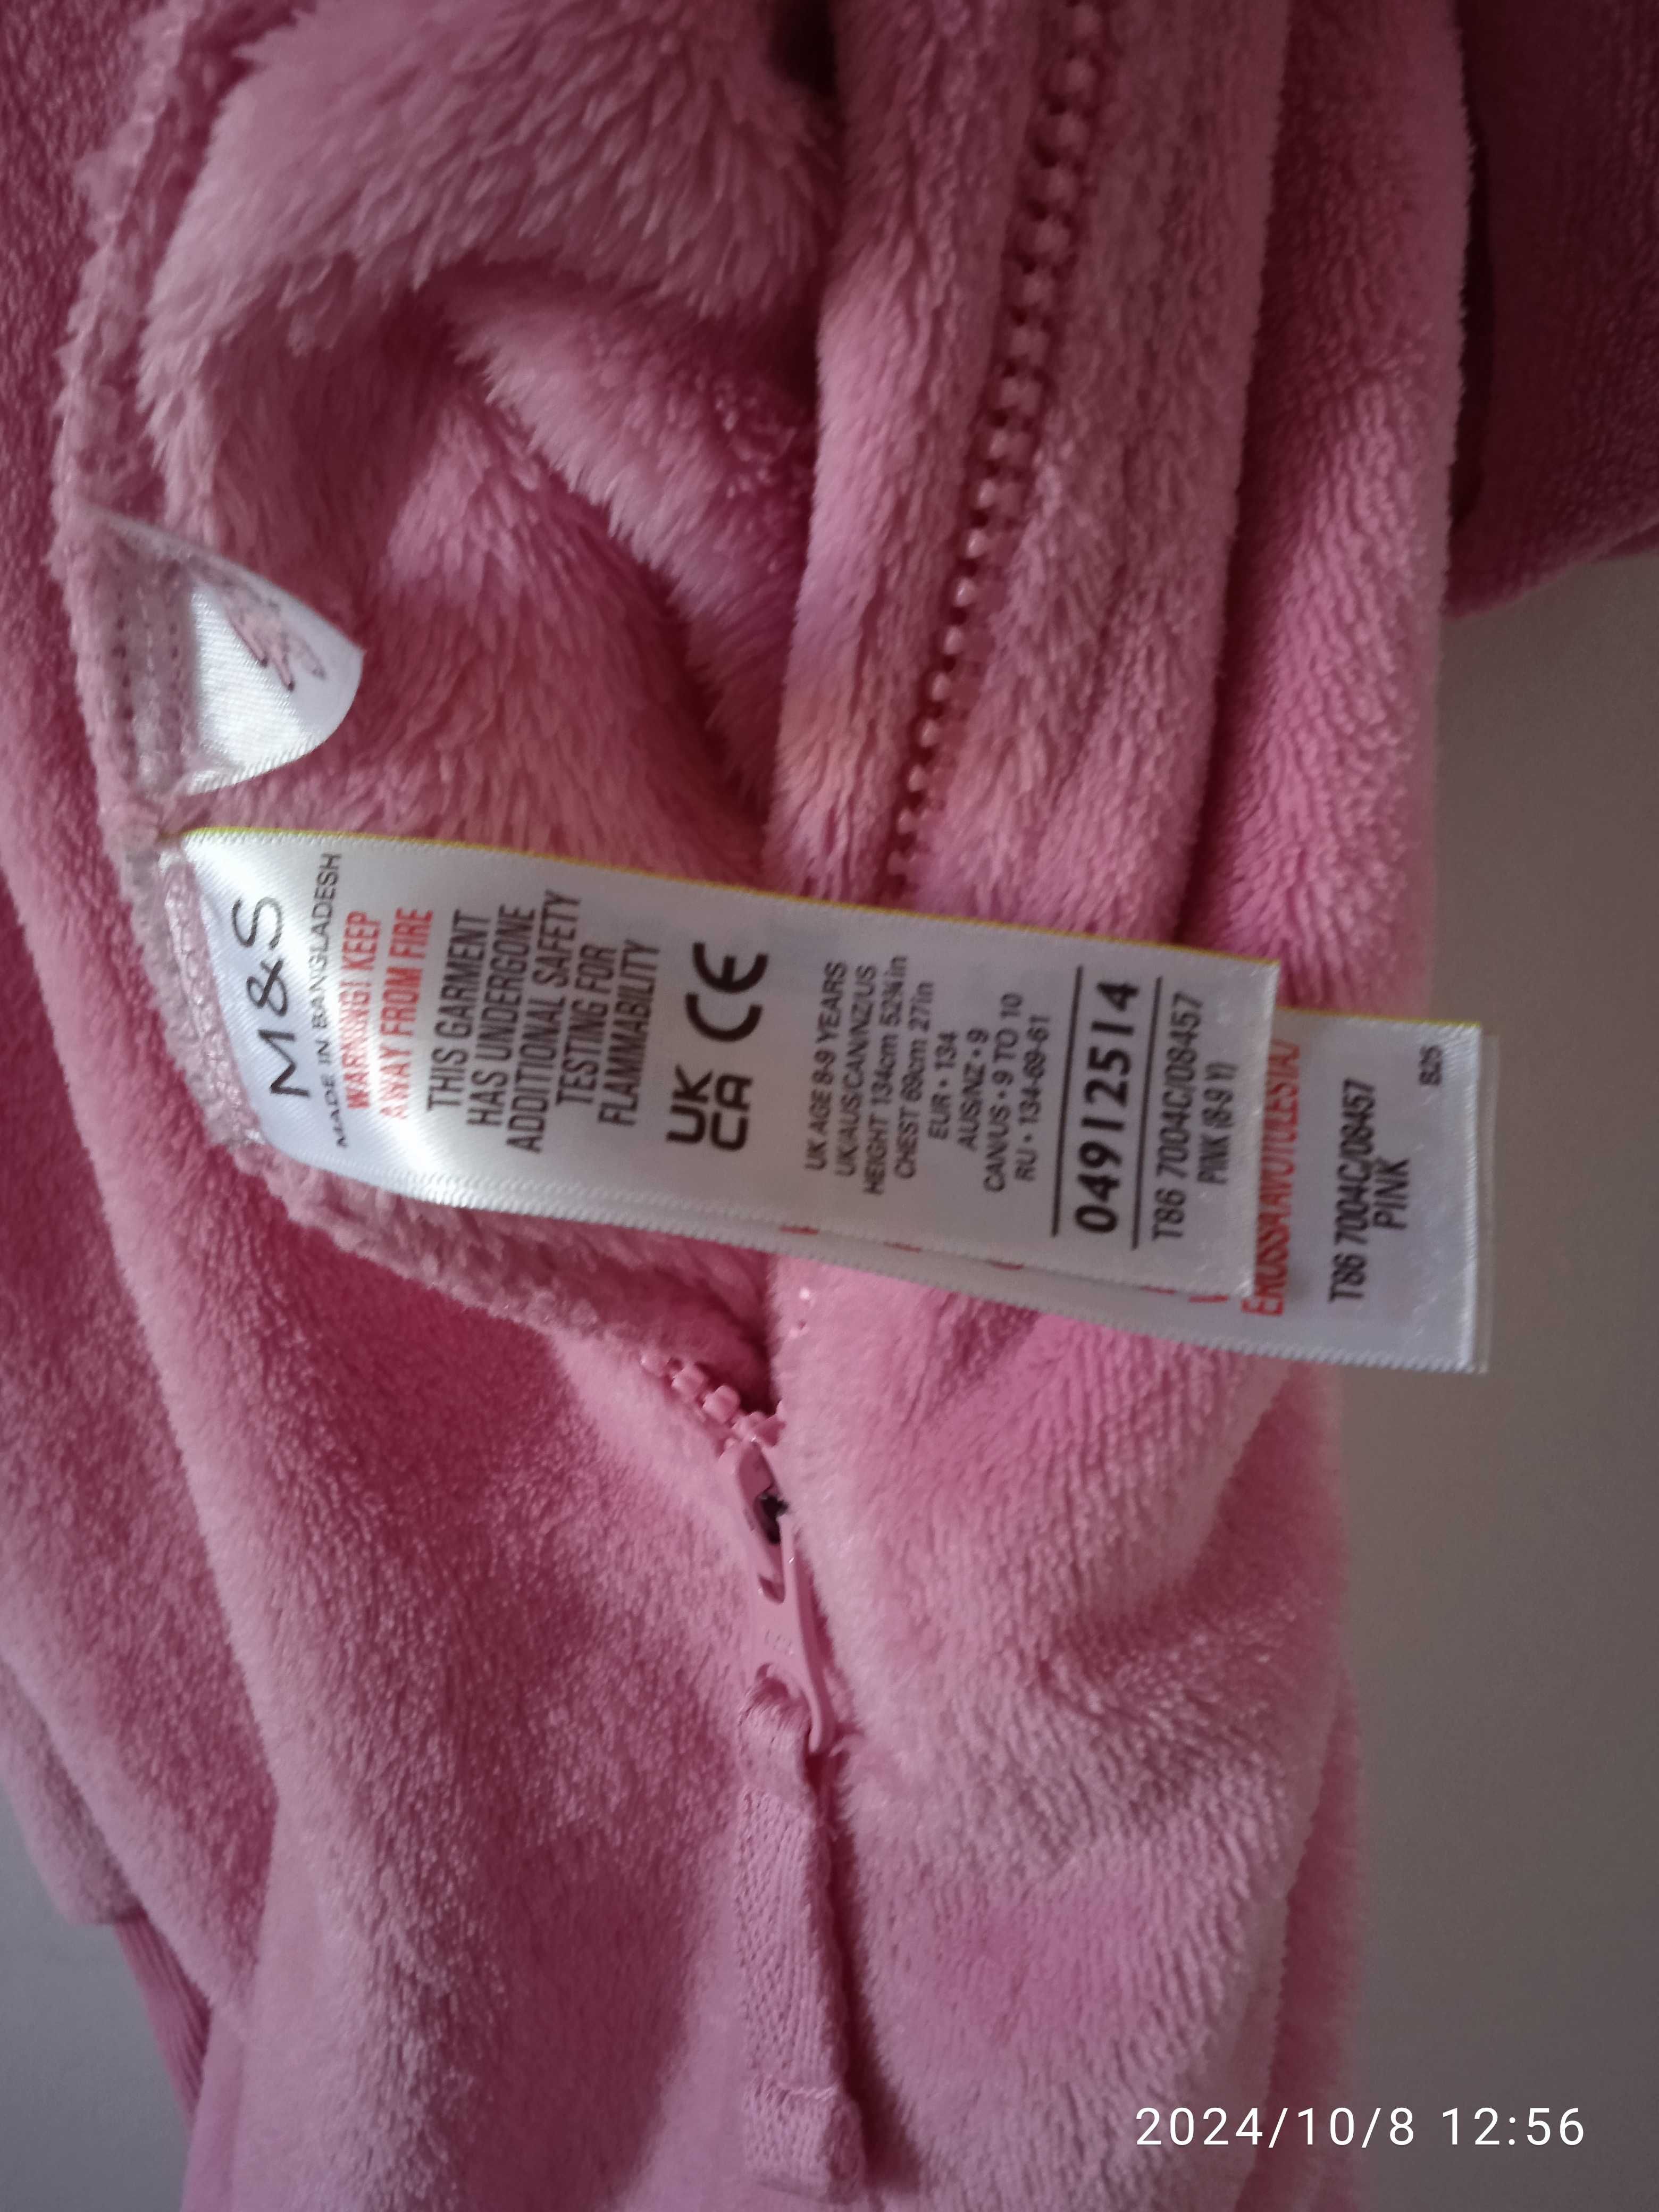 M&S
MADE IN BANGLADESH
WARNING! KEEP
AWAY FROM FIRE
THIS GARMENT
HAS UNDERGONE
ADDITIONAL SAFETY
TESTING FOR
FLAMMABILITY
UK
CA CE
UK AGE 8-9 YEARS
UK/AUS/CAN/NZ/US
HEIGHT 134cm 52¾in
CHEST 69cm 27in
EUR • 134
AUS/NZ • 9
CAN/US • 9 TO 10
RU • 134-69-61
04912514
T86 7004C/08457
PINK (8-9 Y)
T86 7004C/08457
PINK
B25
2024/10/8 12:56